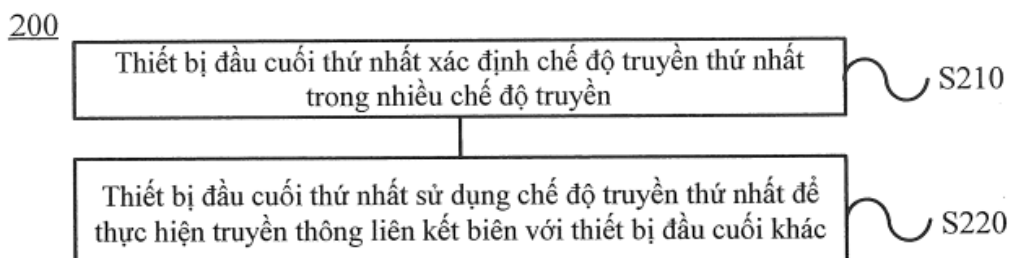 200
Thiết bị đầu cuối thứ nhất xác định chế độ truyền thứ nhất
trong nhiều chế độ truyền
S210
Thiết bị đầu cuối thứ nhất sử dụng chế độ truyền thứ nhất để
thực hiện truyền thông liên kết biên với thiết bị đầu cuối khác
S220